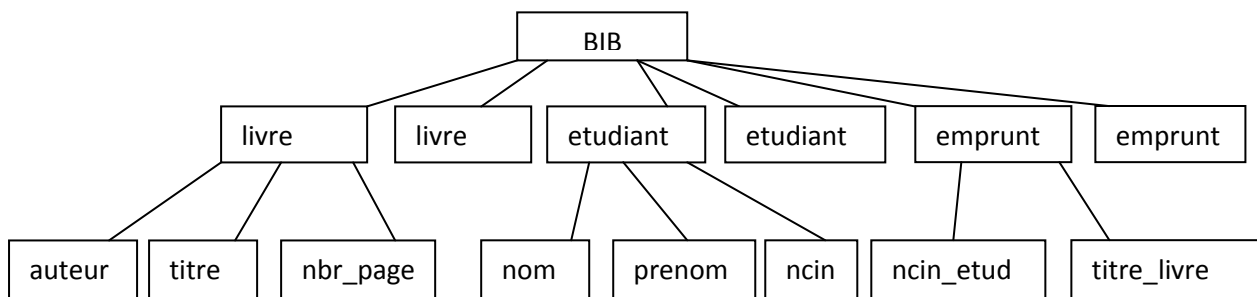 BIB
livre
livre
etudiant
etudiant
emprunt
emprunt
auteur
titre
nbr_page
nom
prenom
ncin
ncin_etud
titre_livre